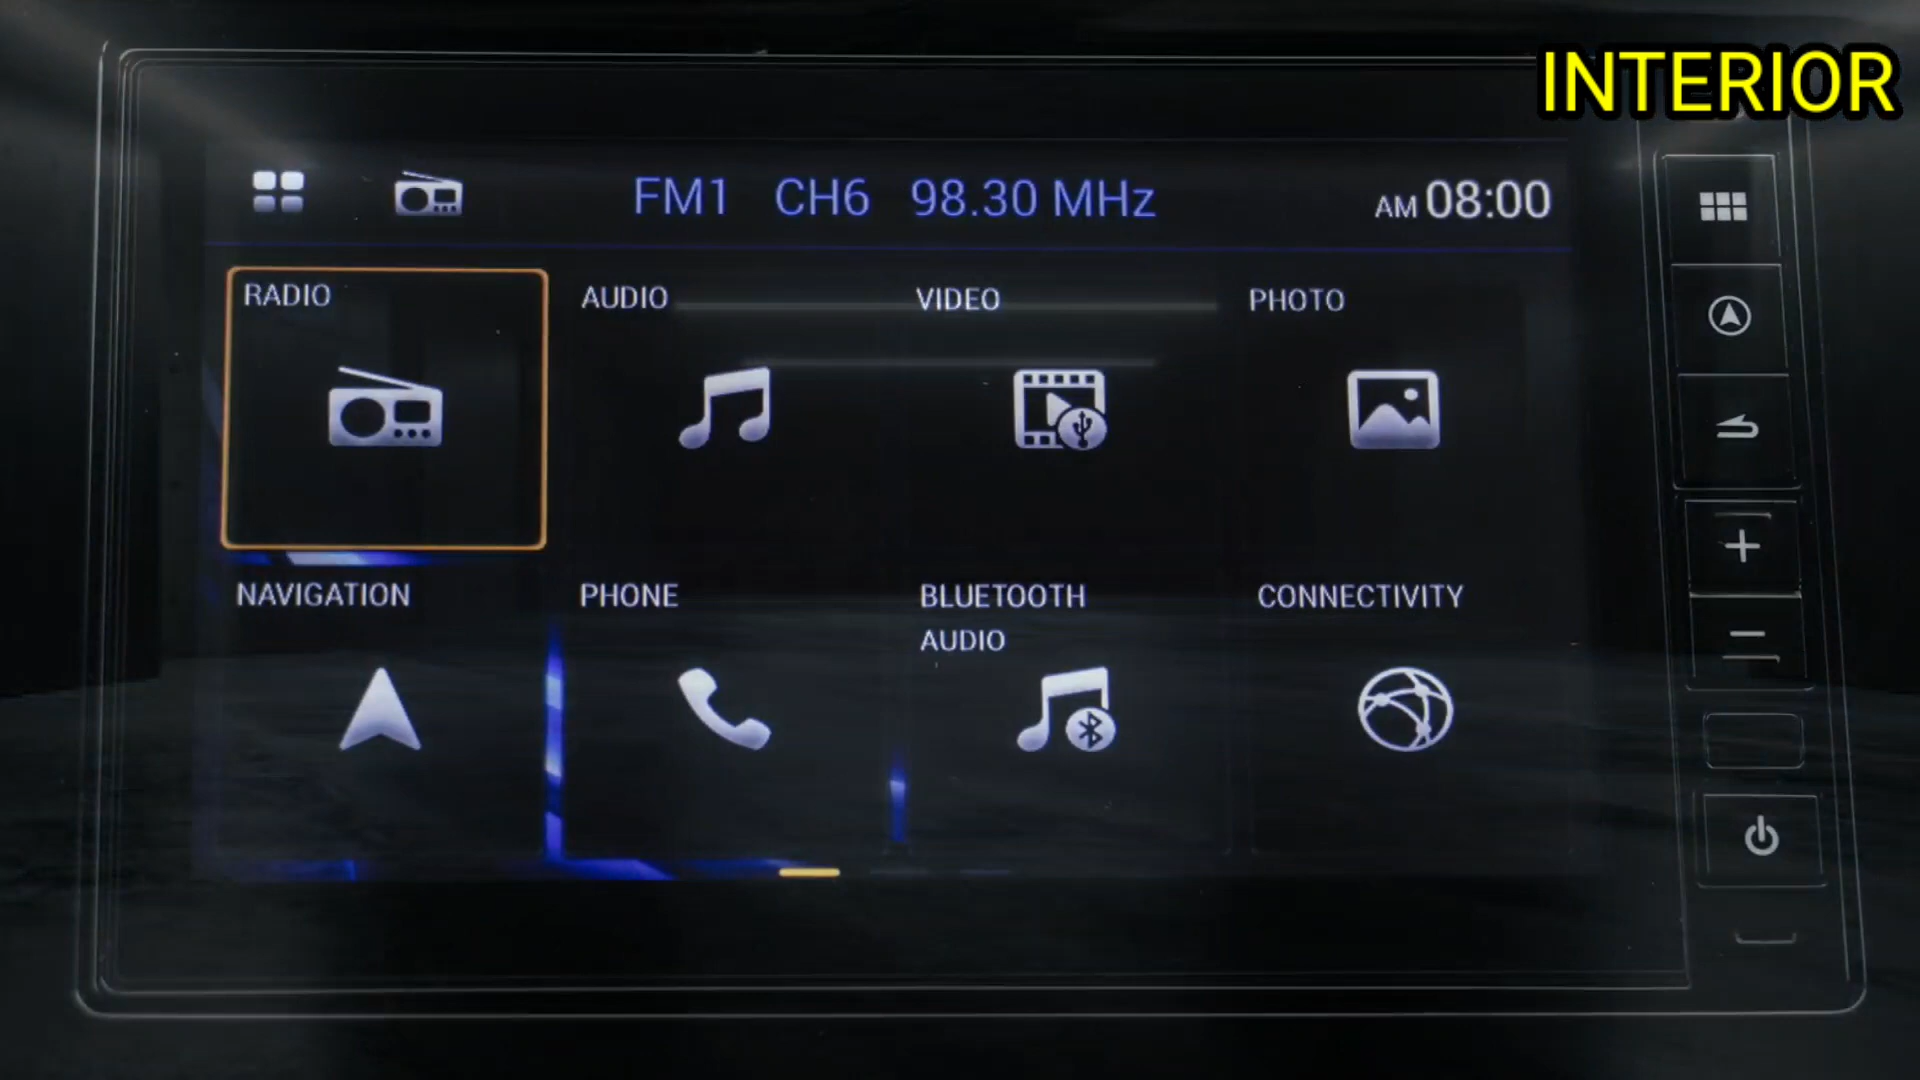 INTERIOR
FM1 CH6 98.30 MHz AM 08:00
RADIO AUDIO VIDEO PHOTO
NAVIGATION PHONE BLUETOOTH AUDIO CONNECTIVITY